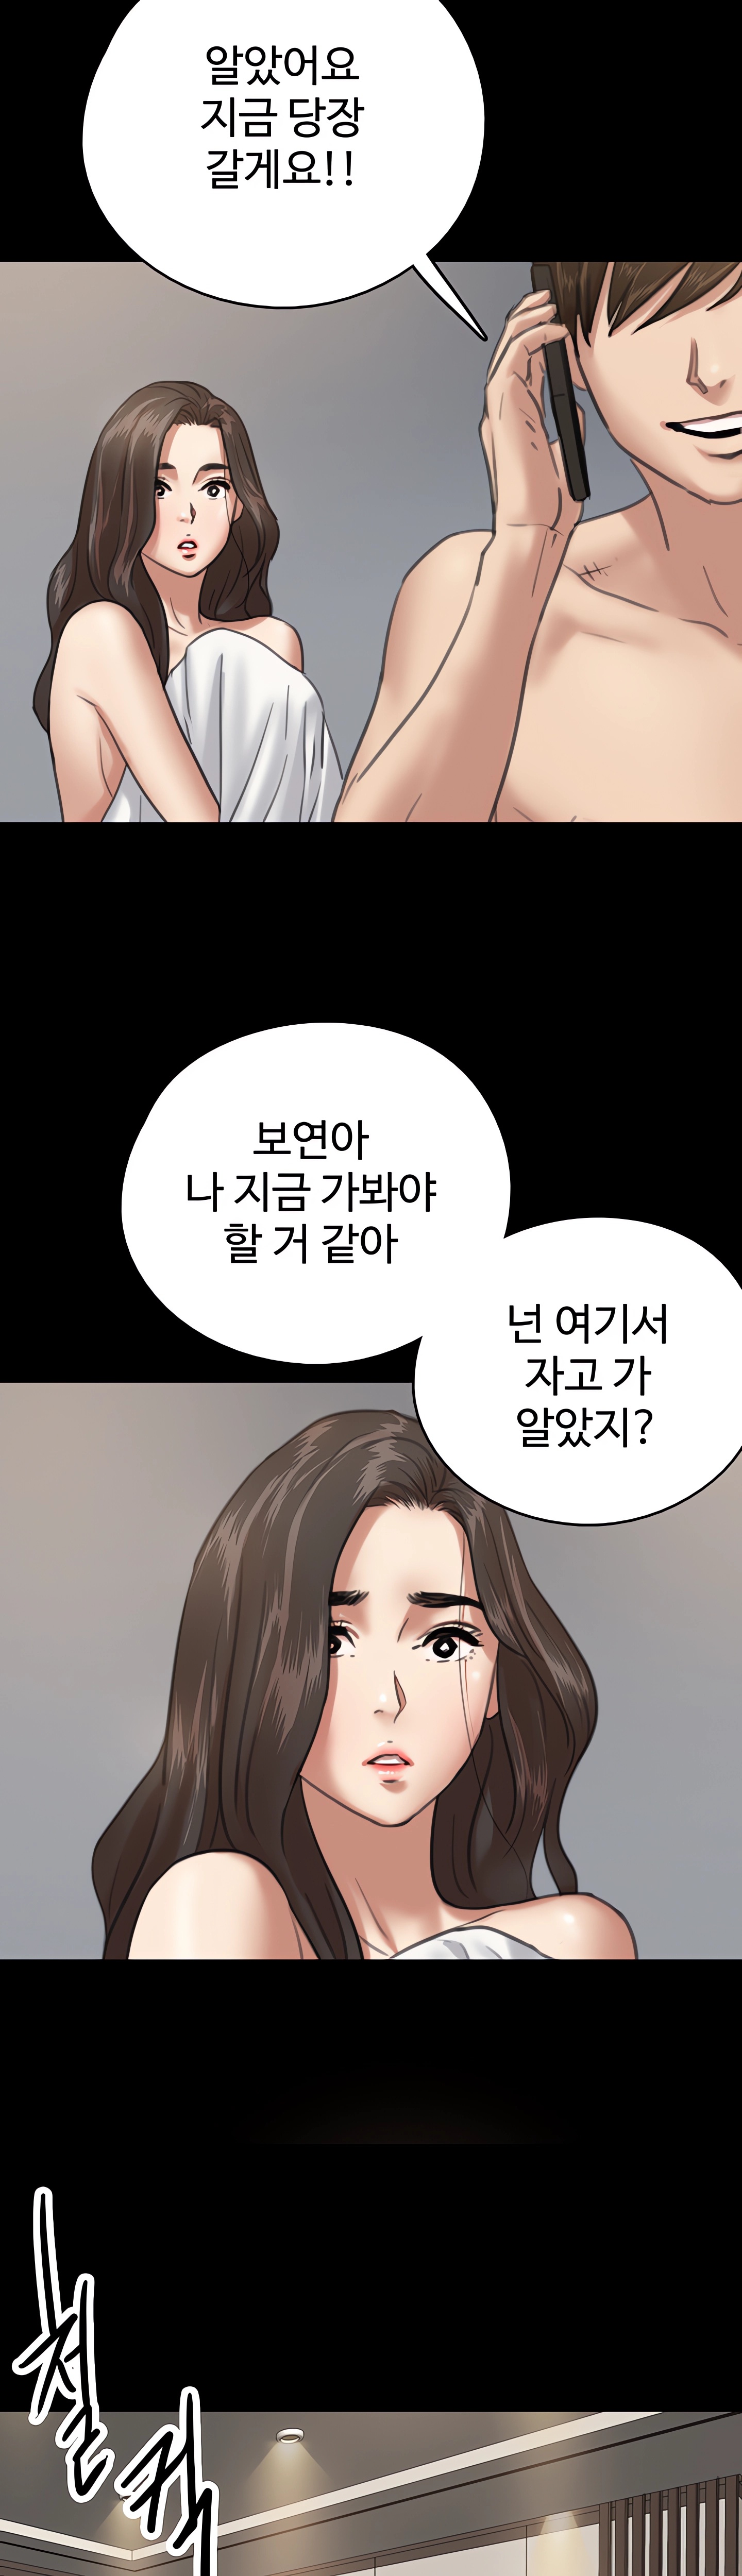 알았어요
지금 당장
갈게요!!
보연아
나 지금 가봐야
할 거 같아
넌 여기서
자고 가
알았지?
철컥